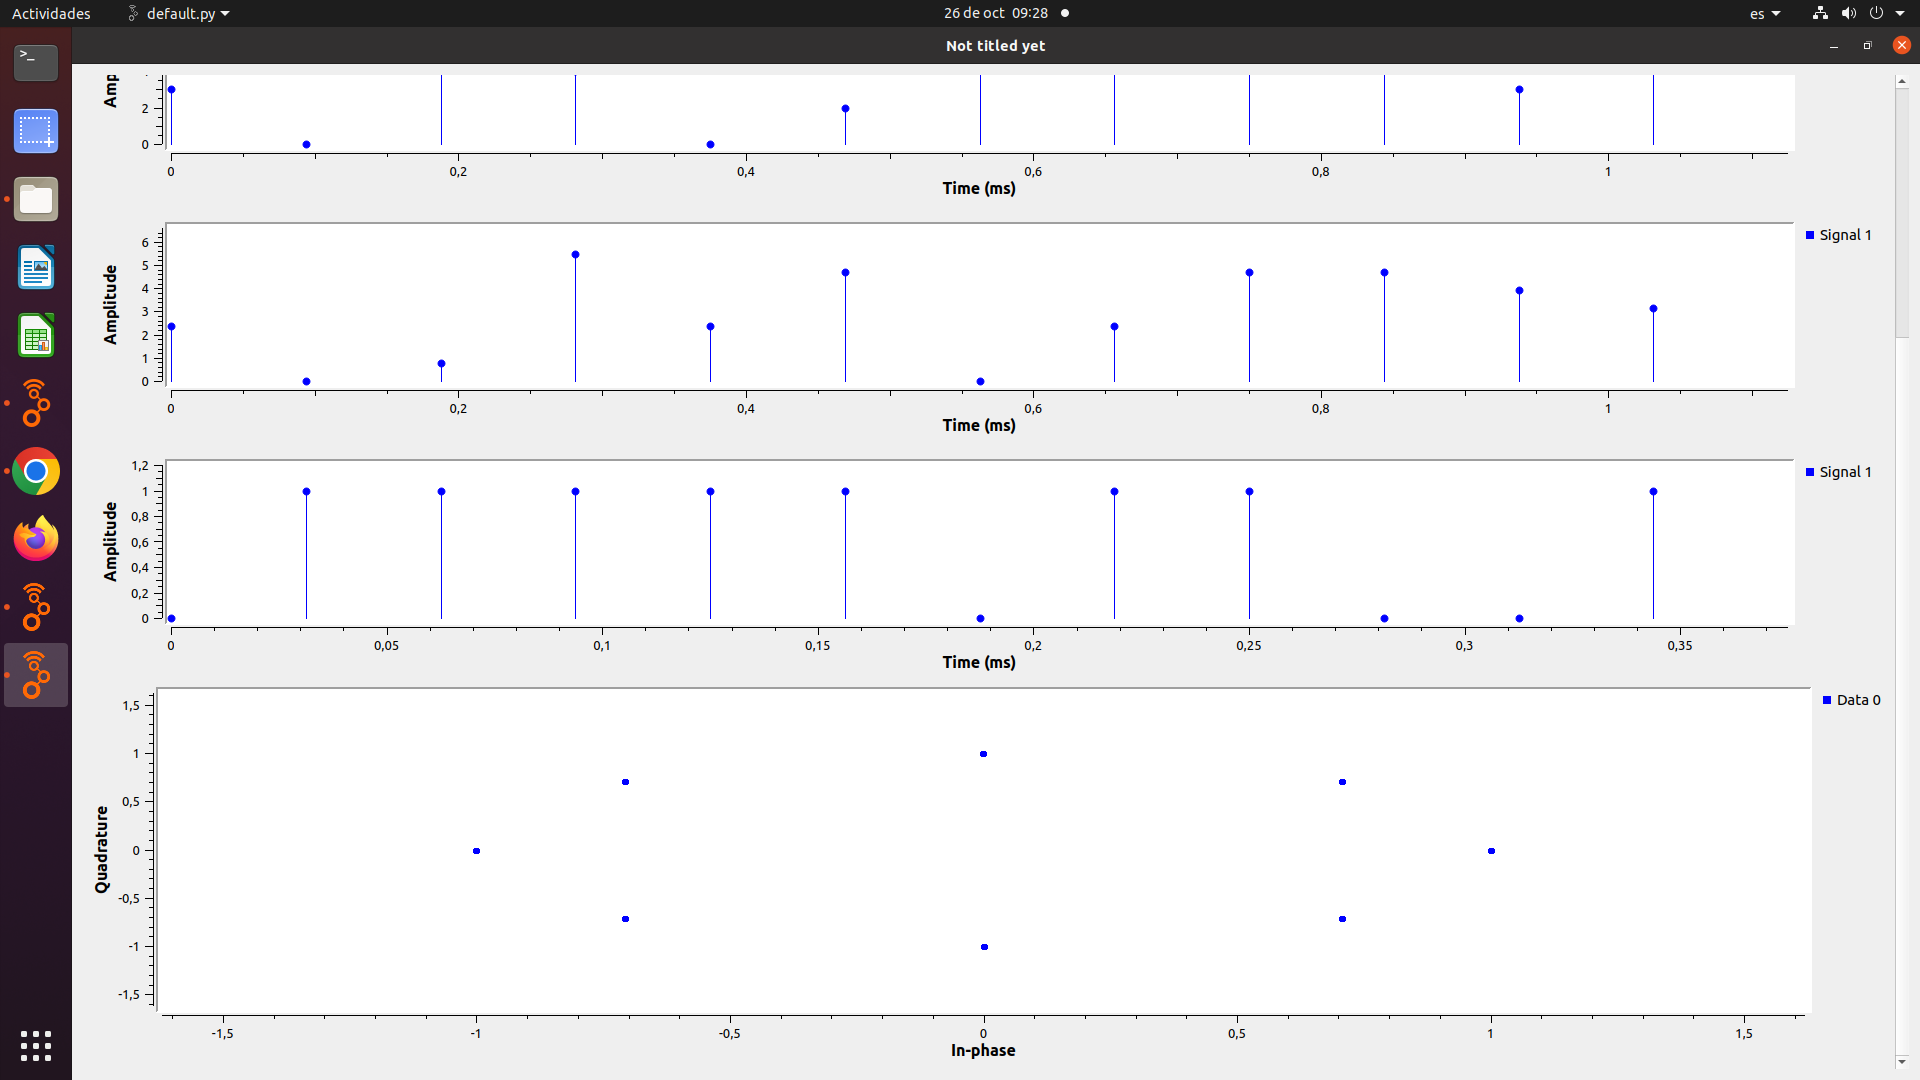 Actividades default.py 26 de oct 09:28 es
Not titled yet
>_
Amp
2
0
0 0,2 0,4 0,6 0,8 1
Time (ms)
Signal 1
Amplitude
6
5
4
3
2
1
0
0 0,2 0,4 0,6 0,8 1
Time (ms)
Signal 1
Amplitude
1,2
1
0,8
0,6
0,4
0,2
0
0 0,05 0,1 0,15 0,2 0,25 0,3 0,35
Time (ms)
Data 0
Quadrature
1,5
1
0,5
0
-0,5
-1
-1,5
-1,5 -1 -0,5 0 0,5 1 1,5
In-phase